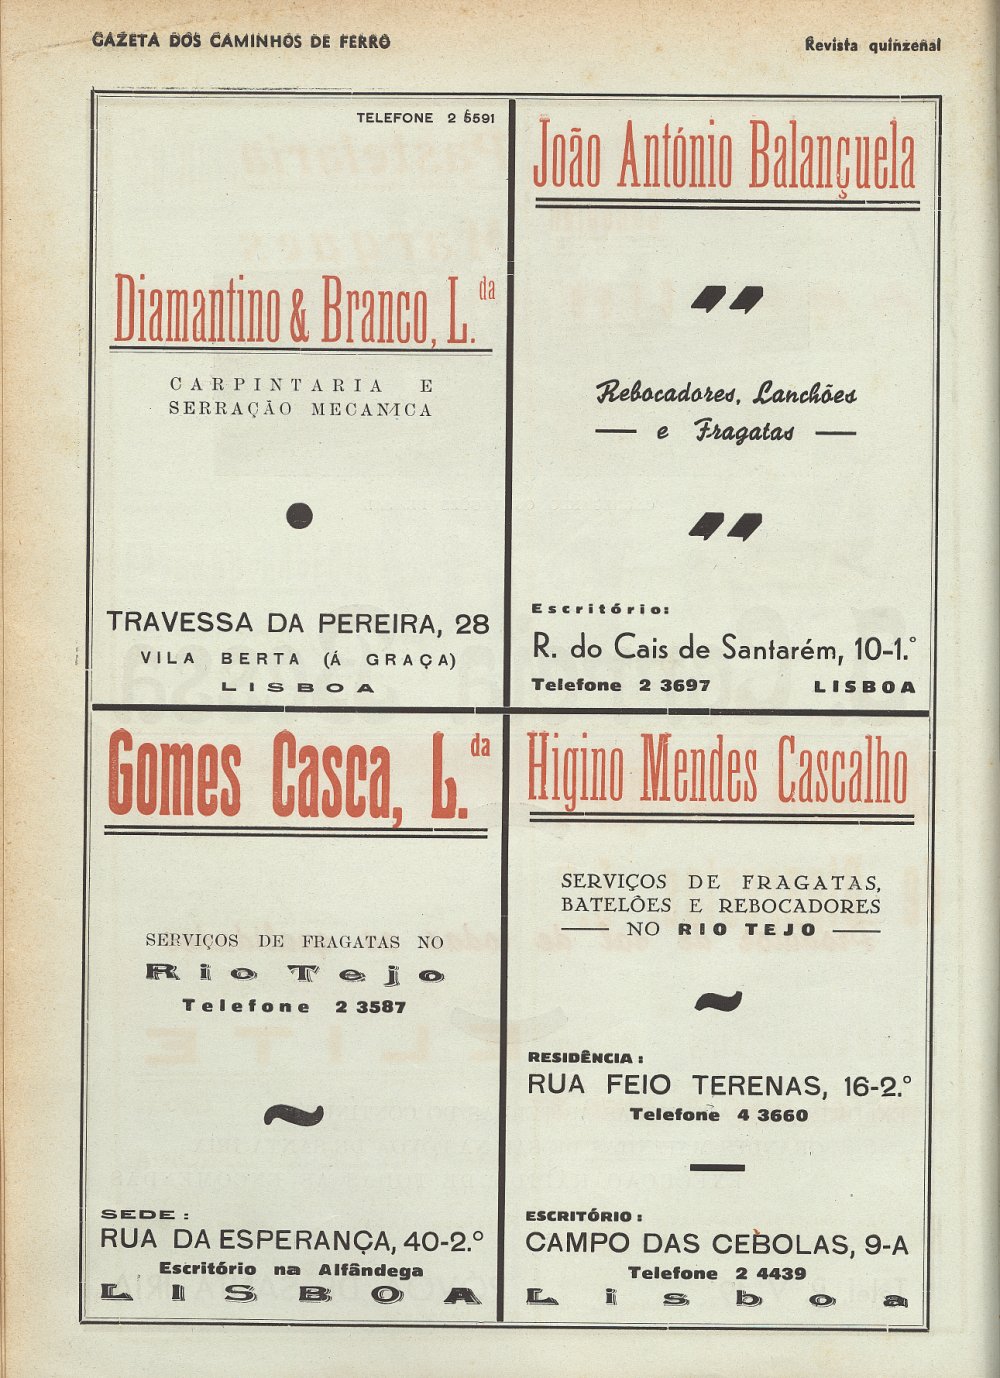 GAZETA DOS CAMINHOS DE FERRO
Revista quinzenal
TELEFONE 2 6591
Diamantino & Branco, L.da
CARPINTARIA E
SERRAÇÃO MECANICA
TRAVESSA DA PEREIRA, 28
VILA BERTA (Á GRAÇA)
LISBOA
João António Balançuela
Rebocadores, Lanchões
e Fragatas
Escritório:
R. do Cais de Santarém, 10-1.º
Telefone 2 3697 LISBOA
Gomes Casca, L.da
SERVIÇOS DE FRAGATAS NO
Rio Tejo
Telefone 2 3587
SEDE:
RUA DA ESPERANÇA, 40-2.º
Escritório na Alfândega
LISBOA
Higino Mendes Cascalho
SERVIÇOS DE FRAGATAS,
BATELÕES E REBOCADORES
NO RIO TEJO
RESIDÊNCIA:
RUA FEIO TERENAS, 16-2.º
Telefone 4 3660
ESCRITÓRIO:
CAMPO DAS CEBOLAS, 9-A
Telefone 2 4439
Lisboa